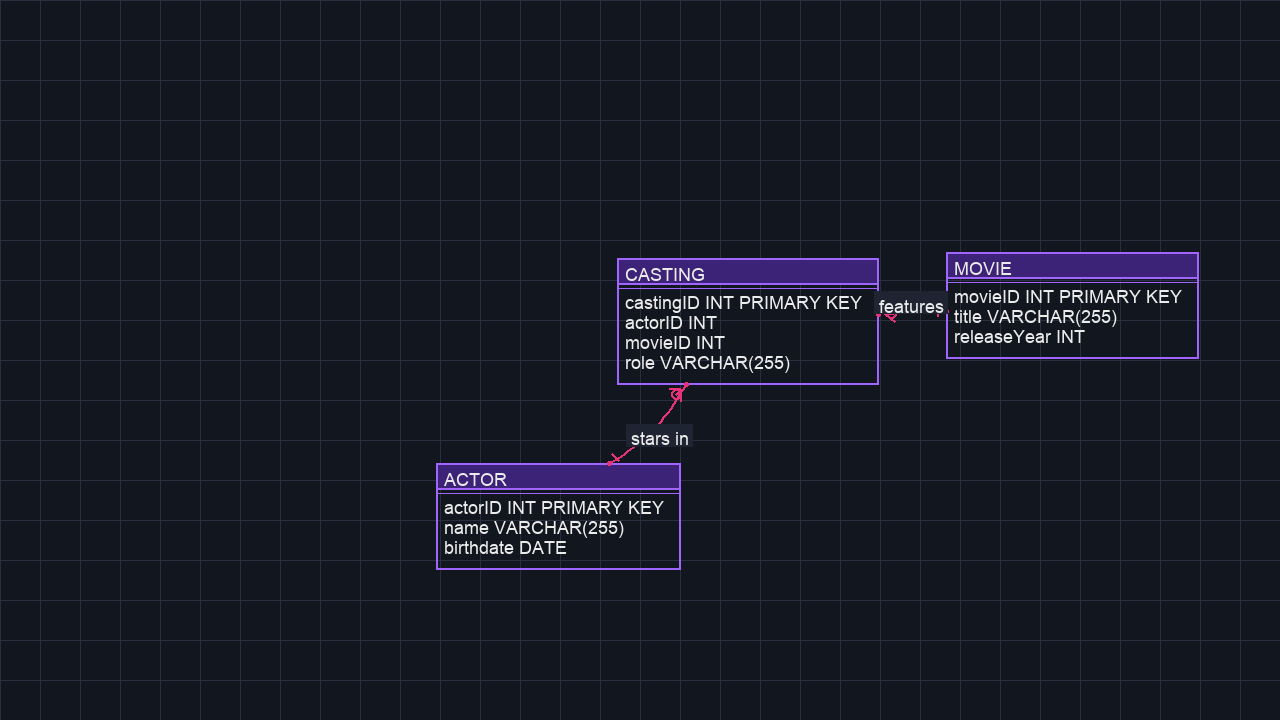 CASTING
castingID INT PRIMARY KEY
actorID INT
movieID INT
role VARCHAR(255)
features
MOVIE
movieID INT PRIMARY KEY
title VARCHAR(255)
releaseYear INT
stars in
ACTOR
actorID INT PRIMARY KEY
name VARCHAR(255)
birthdate DATE